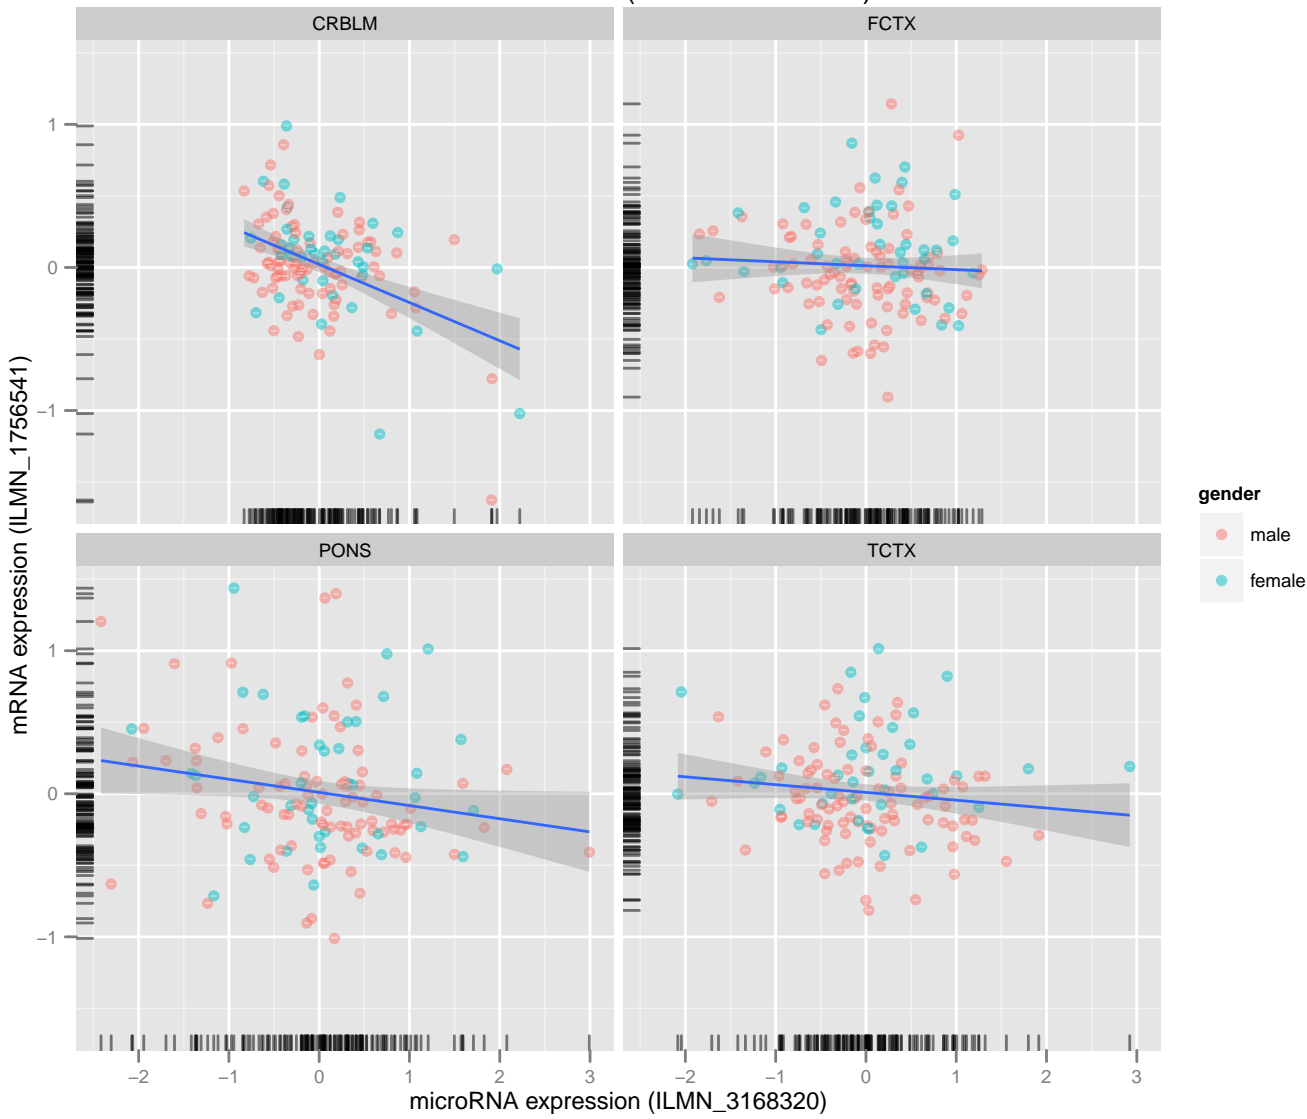 CRBLM
FCTX
1
0
−1
PONS
TCTX
1
0
−1
−2
−1
0
1
2
3
−2
−1
0
1
2
3
mRNA expression (ILMN_1756541)
microRNA expression (ILMN_3168320)
gender
male
female